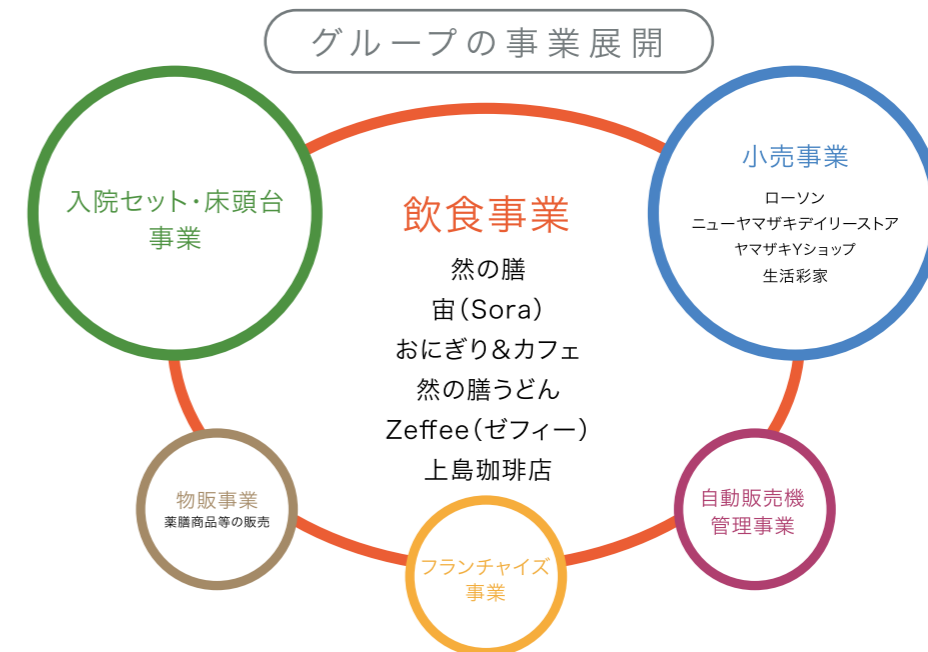 グループの事業展開
入院セット・床頭台
事業
飲食事業
然の膳
宙(Sora)
おにぎり&カフェ
然の膳うどん
Zeffee(ゼフィー)
上島珈琲店
小売事業
ローソン
ニューヤマザキデイリーストア
ヤマザキYショップ
生活彩家
物販事業
薬膳商品等の販売
フランチャイズ
事業
自動販売機
管理事業